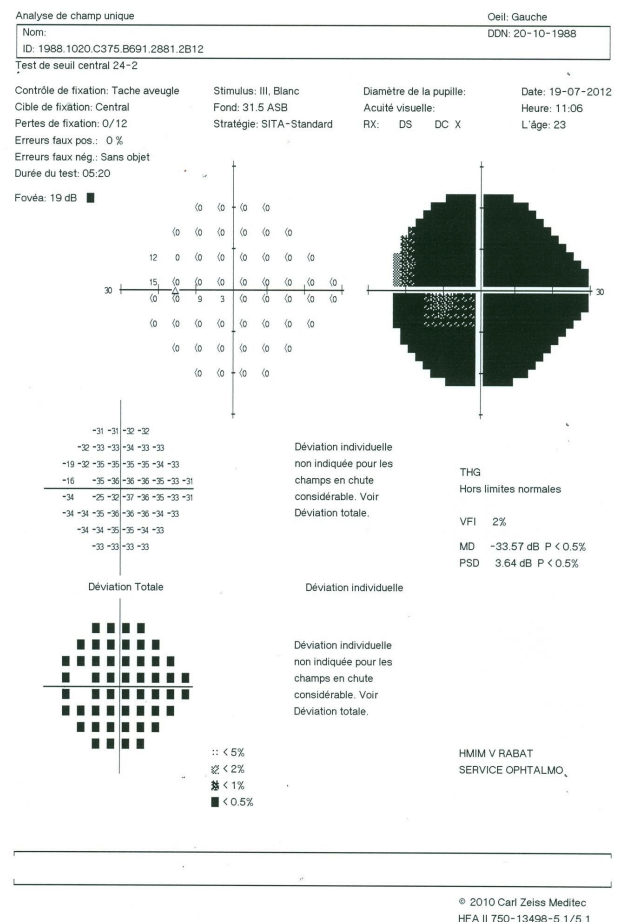 Analyse de champ unique Oeil: Gauche
Nom: DDN: 20-10-1988
ID: 1988.1020.C375.B691.2881.2B12
Test de seuil central 24-2
Contrôle de fixation: Tache aveugle Stimulus: III, Blanc Diamètre de la pupille: Date: 19-07-2012
Cible de fixation: Central Fond: 31.5 ASB Acuité visuelle: Heure: 11:06
Pertes de fixation: 0/12 Stratégie: SITA-Standard RX: DS DC X L'âge: 23
Erreurs faux pos.: 0 %
Erreurs faux nég.: Sans objet
Durée du test: 05:20
Fovéa: 19 dB ■
<0 <0 <0 <0
<0 <0 <0 <0 <0 <0
12 0 <0 <0 <0 <0 <0 <0
15 <0 <0 <0 <0 <0 <0 <0 <0
30 30
<0 <0 9 3 <0 <0 <0 <0 <0
<0 <0 <0 <0 <0 <0 <0 <0
<0 <0 <0 <0 <0 <0
<0 <0 <0 <0
-31 -31 -32 -32
-32 -33 -33 -34 -33 -33
-19 -32 -35 -35 -35 -35 -34 -33
-16 -35 -36 -36 -36 -35 -33 -31
-34 -25 -32 -37 -36 -35 -33 -31
-34 -34 -35 -36 -36 -36 -34 -33
-34 -34 -35 -35 -34 -33
-33 -33 -33 -33
Déviation individuelle
non indiquée pour les
champs en chute
considérable. Voir
Déviation totale.
THG
Hors limites normales
VFI 2%
MD -33.57 dB P < 0.5%
PSD 3.64 dB P < 0.5%
Déviation Totale Déviation individuelle
Déviation individuelle
non indiquée pour les
champs en chute
considérable. Voir
Déviation totale.
:: < 5%
< 2%
< 1%
■ < 0.5%
HMIM V RABAT
SERVICE OPHTALMO
© 2010 Carl Zeiss Meditec
HFA II 750-13498-5.1/5.1